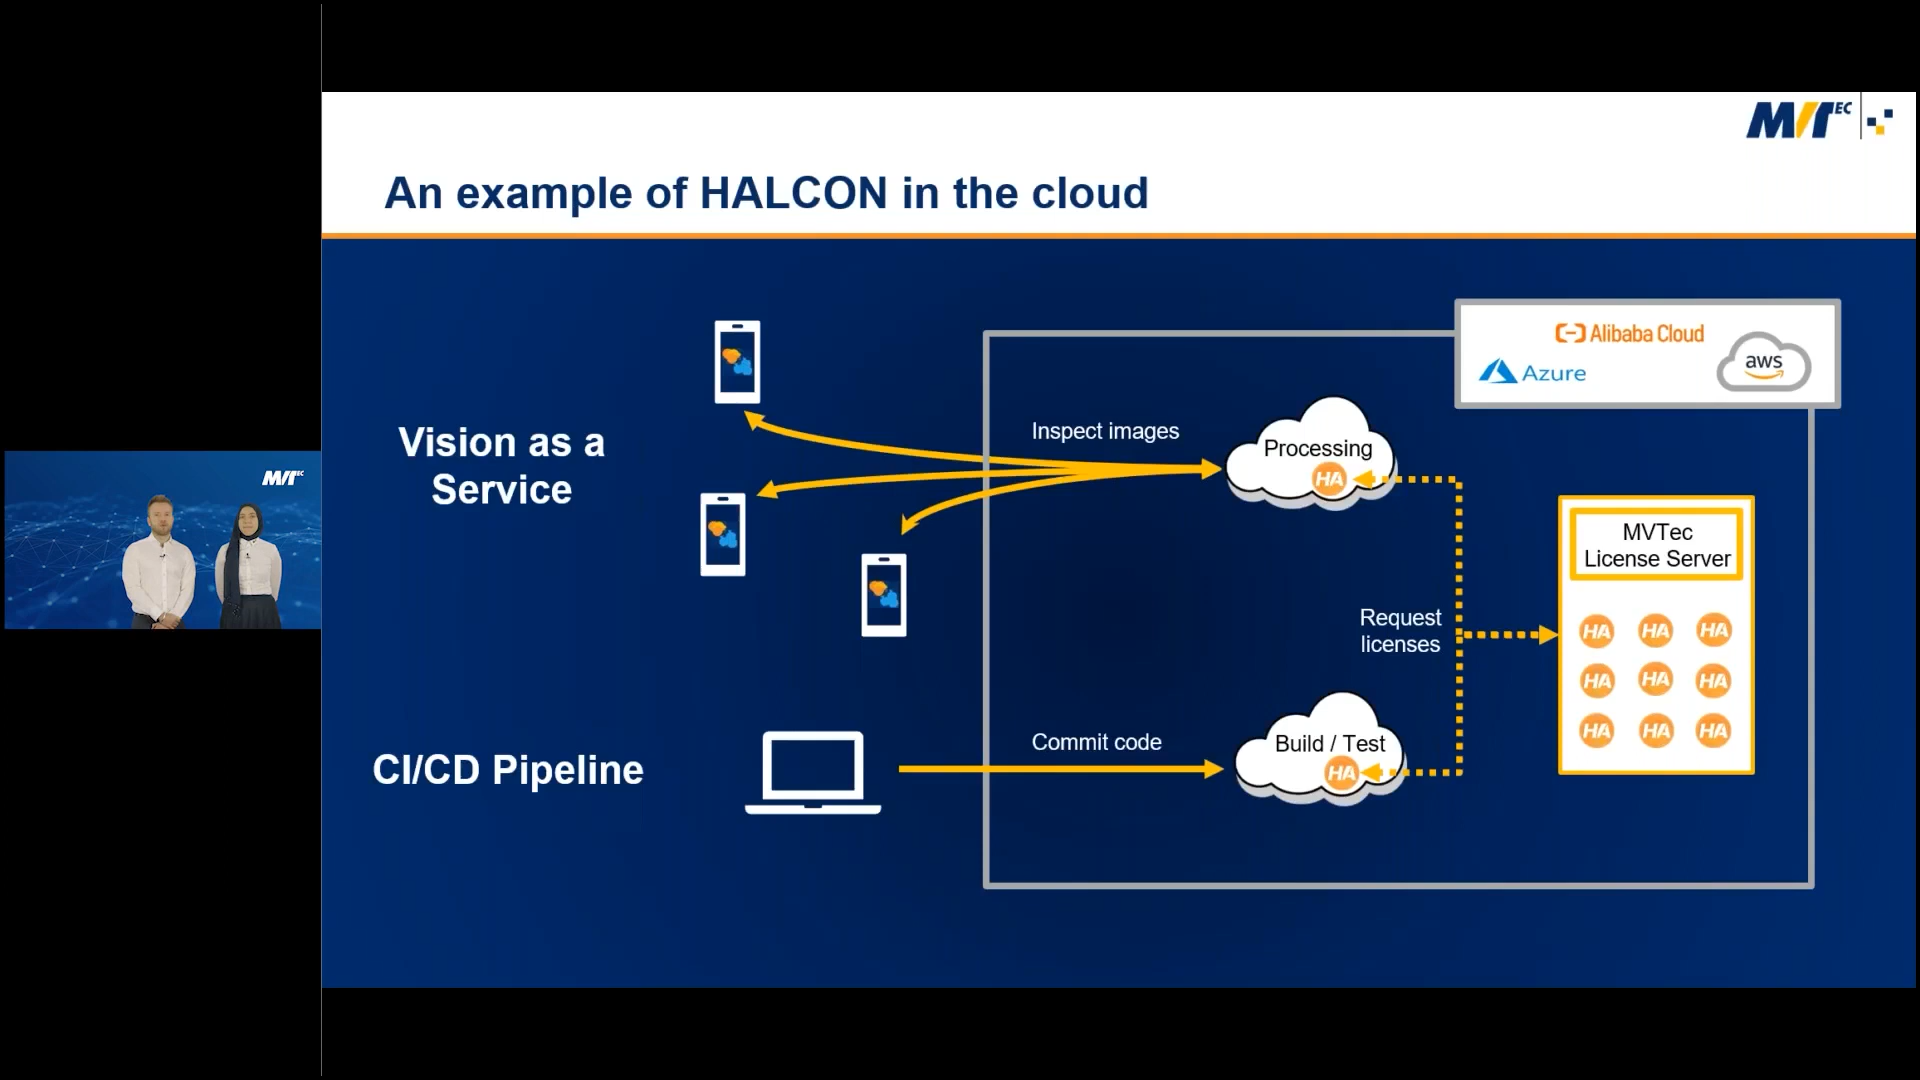 MVTEC
An example of HALCON in the cloud
Alibaba Cloud
Azure
aws
Vision as a
Service
Inspect images
Processing
HA
MVTEC
MVTec
License Server
Request
licenses
HA HA HA
HA HA HA
HA HA HA
CI/CD Pipeline
Commit code
Build / Test
HA